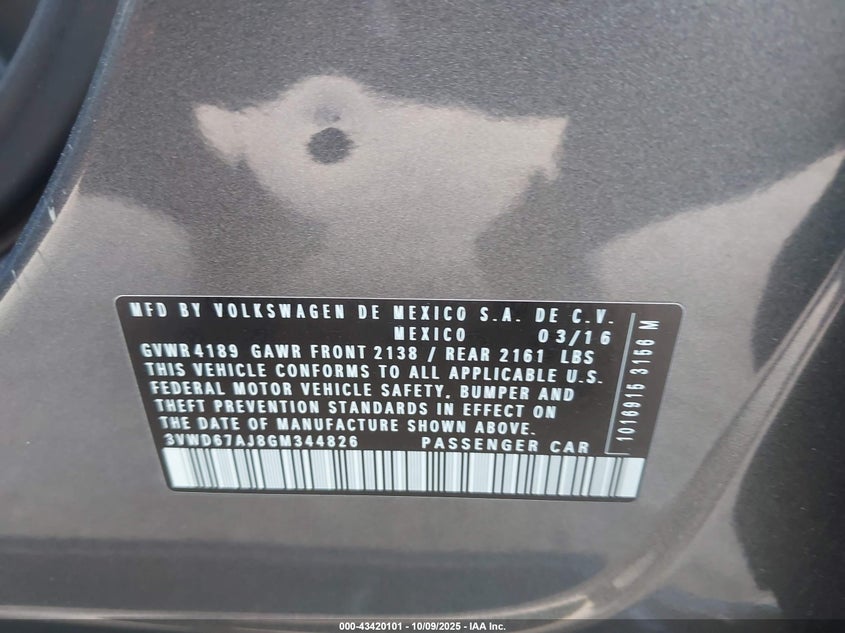 MFD BY VOLKSWAGEN DE MEXICO S.A. DE C.V.
MEXICO 03/16
GVWR 4189 GAWR FRONT 2138 / REAR 2161 LBS
THIS VEHICLE CONFORMS TO ALL APPLICABLE U.S.
FEDERAL MOTOR VEHICLE SAFETY, BUMPER AND
THEFT PREVENTION STANDARDS IN EFFECT ON
THE DATE OF MANUFACTURE SHOWN ABOVE.
3VWD67AJ8GM344826 PASSENGER CAR
1016916 3156 M
000-43420101 - 10/09/2025 - IAA Inc.